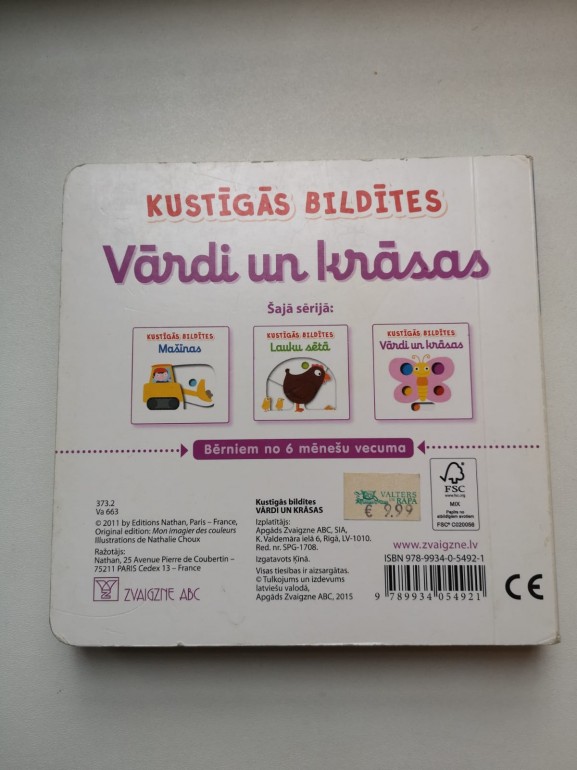 KUSTĪGĀS BILDĪTES
Vārdi un krāsas
Šajā sērijā:
KUSTĪGĀS BILDĪTES
Mašīnas
KUSTĪGĀS BILDĪTES
Lauku sētā
KUSTĪGĀS BILDĪTES
Vārdi un krāsas
Bērniem no 6 mēnešu vecuma
373.2
Va 663
© 2011 by Editions Nathan, Paris – France,
Original edition: Mon imagier des couleurs
Illustrations de Nathalie Choux
Ražotājs:
Nathan, 25 Avenue Pierre de Coubertin –
75211 PARIS Cedex 13 – France
ZVAIGZNE ABC
Kustīgās bildītes
VĀRDI UN KRĀSAS
Izplatītājs:
Apgāds Zvaigzne ABC, SIA,
K. Valdemāra ielā 6, Rīgā, LV-1010.
Red. nr. SPG-1708.
Izgatavots Ķīnā.
Visas tiesības ir aizsargātas.
© Tulkojums un izdevums
latviešu valodā,
Apgāds Zvaigzne ABC, 2015
VALTERS
UN RAPA
€ 9.99
FSC
www.fsc.org
MIX
Papīrs no
atbildīgiem avotiem
FSC® C020056
www.zvaigzne.lv
ISBN 978-9934-0-5492-1
9 789934 054921
CE